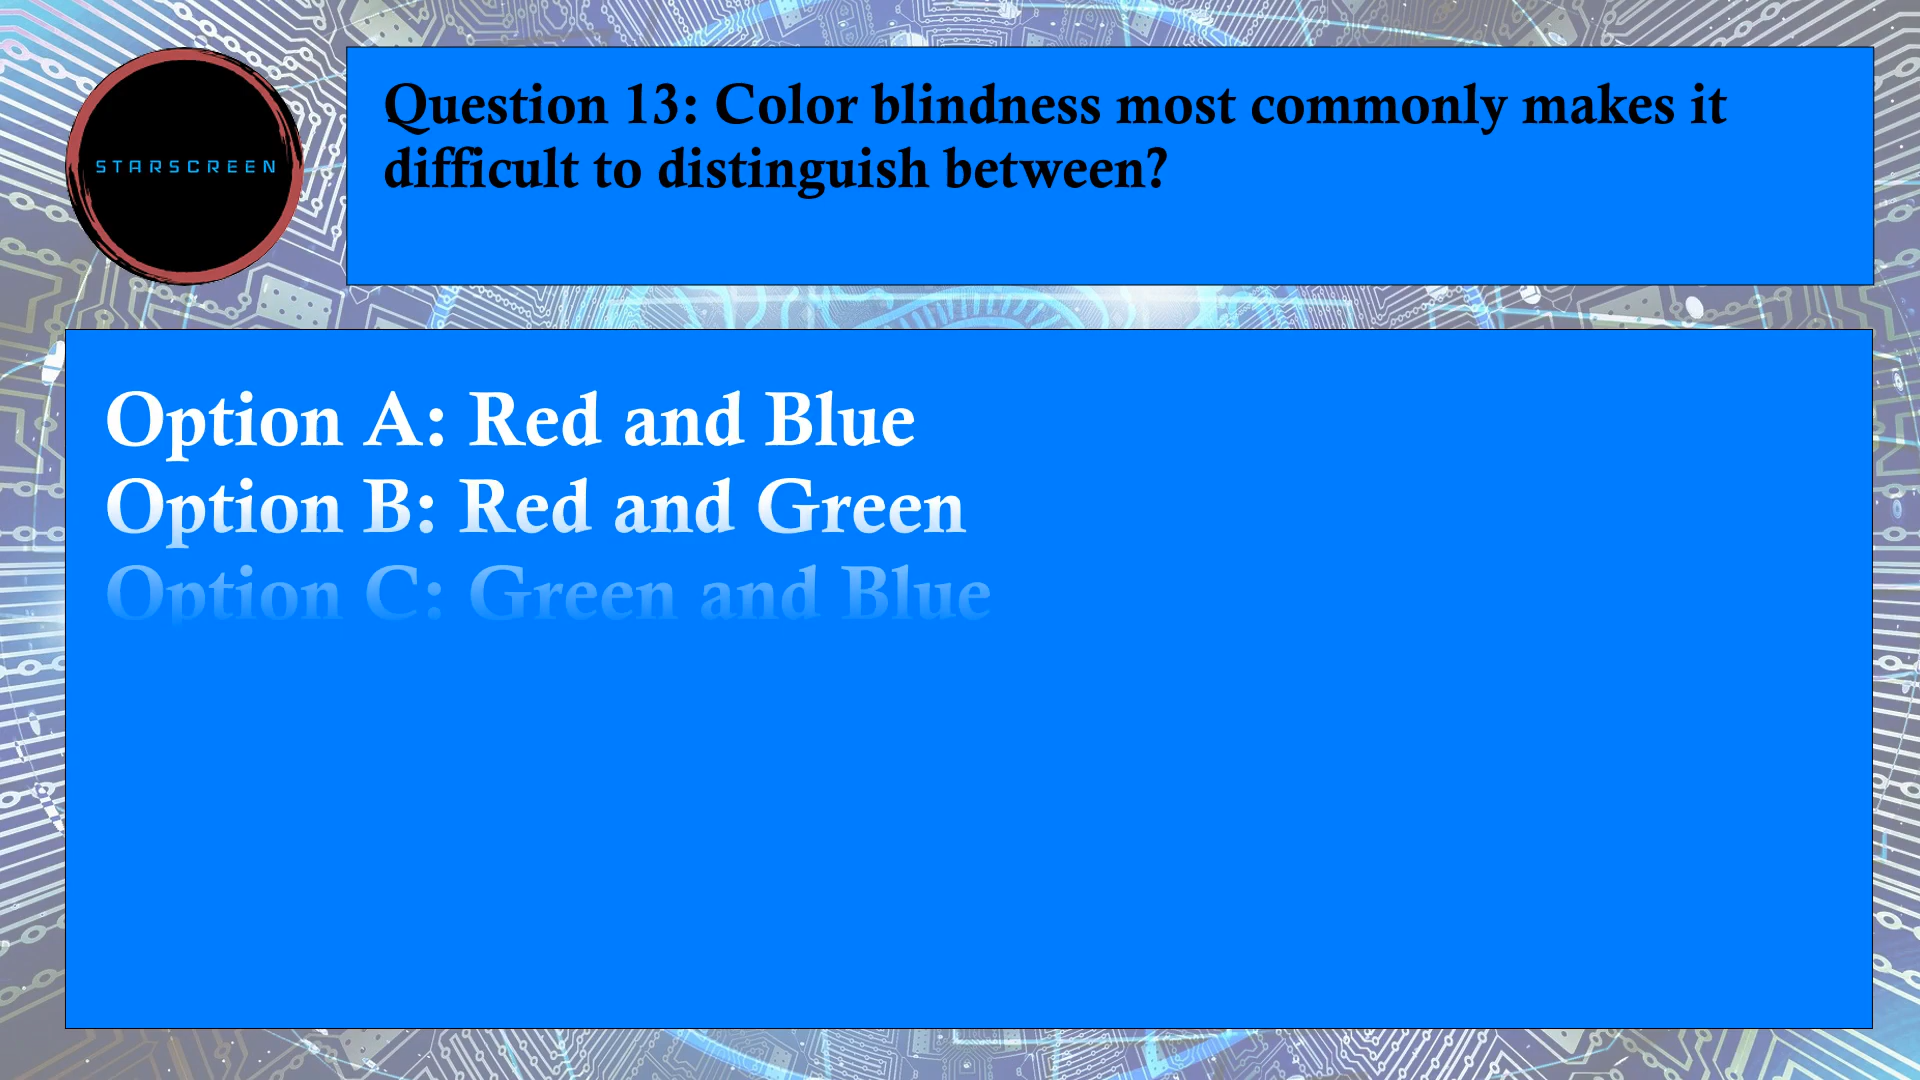 STARSCREEN
Question 13: Color blindness most commonly makes it
difficult to distinguish between?
Option A: Red and Blue
Option B: Red and Green
Option C: Green and Blue